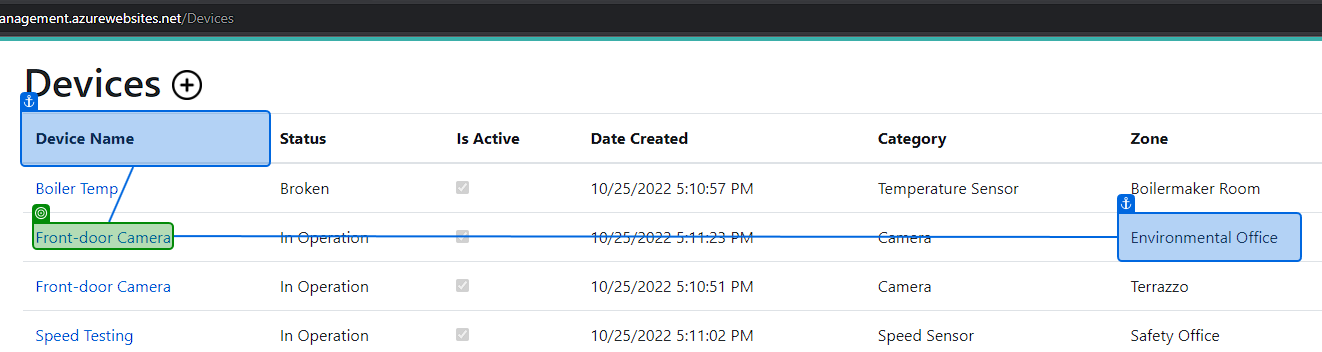 anagement.azurewebsites.net/Devices
Devices
Device Name Status Is Active Date Created Category Zone
Boiler Temp Broken 10/25/2022 5:10:57 PM Temperature Sensor Boilermaker Room
Front-door Camera In Operation 10/25/2022 5:11:23 PM Camera Environmental Office
Front-door Camera In Operation 10/25/2022 5:10:51 PM Camera Terrazzo
Speed Testing In Operation 10/25/2022 5:11:02 PM Speed Sensor Safety Office